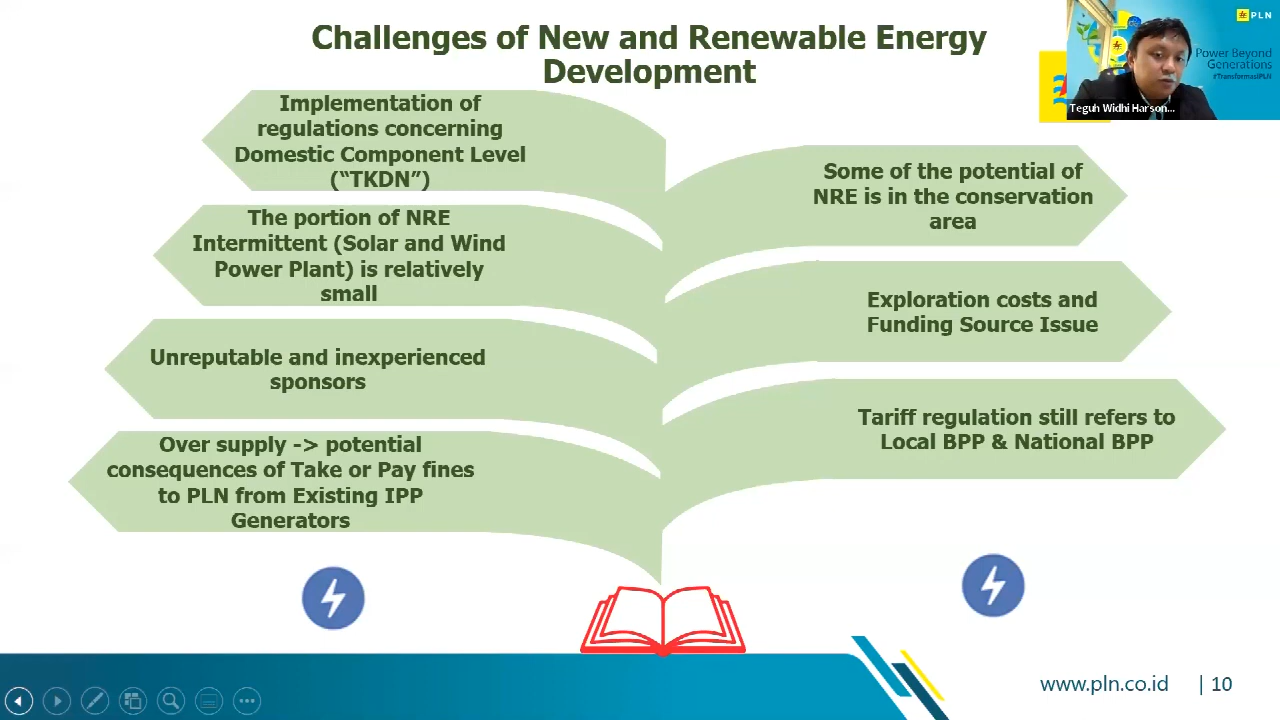 Challenges of New and Renewable Energy
Development
Implementation of
regulations concerning
Domestic Component Level
(“TKDN”)
The portion of NRE
Intermittent (Solar and Wind
Power Plant) is relatively
small
Unreputable and inexperienced
sponsors
Over supply -> potential
consequences of Take or Pay fines
to PLN from Existing IPP
Generators
Some of the potential of
NRE is in the conservation
area
Exploration costs and
Funding Source Issue
Tariff regulation still refers to
Local BPP & National BPP
PLN
Power Beyond
Generations
#TransformasiPLN
Teguh Widhi Harson...
www.pln.co.id | 10